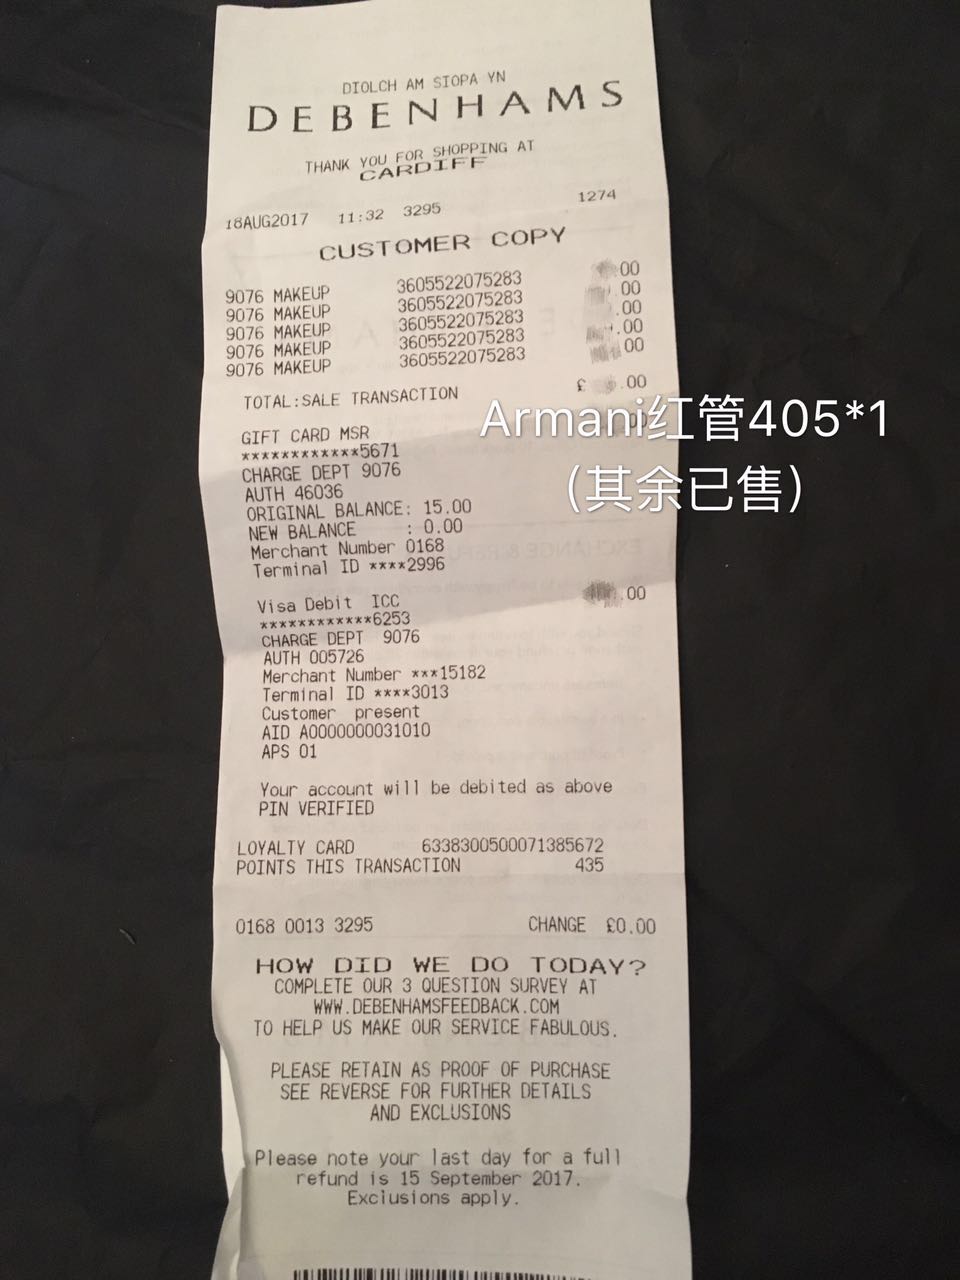 DIOLCH AM SIOPA YN
DEBENHAMS
THANK YOU FOR SHOPPING AT
CARDIFF
18AUG2017 11:32 3295 1274
CUSTOMER COPY
9076 MAKEUP 3605522075283 .00
9076 MAKEUP 3605522075283 .00
9076 MAKEUP 3605522075283 .00
9076 MAKEUP 3605522075283 .00
9076 MAKEUP 3605522075283 .00
TOTAL:SALE TRANSACTION £ .00
Armani红管405*1
（其余已售）
GIFT CARD MSR
************5671
CHARGE DEPT 9076
AUTH 46036
ORIGINAL BALANCE: 15.00
NEW BALANCE : 0.00
Merchant Number 0168
Terminal ID ****2996
Visa Debit ICC .00
************6253
CHARGE DEPT 9076
AUTH 005726
Merchant Number ***15182
Terminal ID ****3013
Customer present
AID A0000000031010
APS 01
Your account will be debited as above
PIN VERIFIED
LOYALTY CARD 6338300500071385672
POINTS THIS TRANSACTION 435
0168 0013 3295 CHANGE £0.00
HOW DID WE DO TODAY?
COMPLETE OUR 3 QUESTION SURVEY AT
WWW.DEBENHAMSFEEDBACK.COM
TO HELP US MAKE OUR SERVICE FABULOUS.
PLEASE RETAIN AS PROOF OF PURCHASE
SEE REVERSE FOR FURTHER DETAILS
AND EXCLUSIONS
Please note your last day for a full
refund is 15 September 2017.
Exclusions apply.